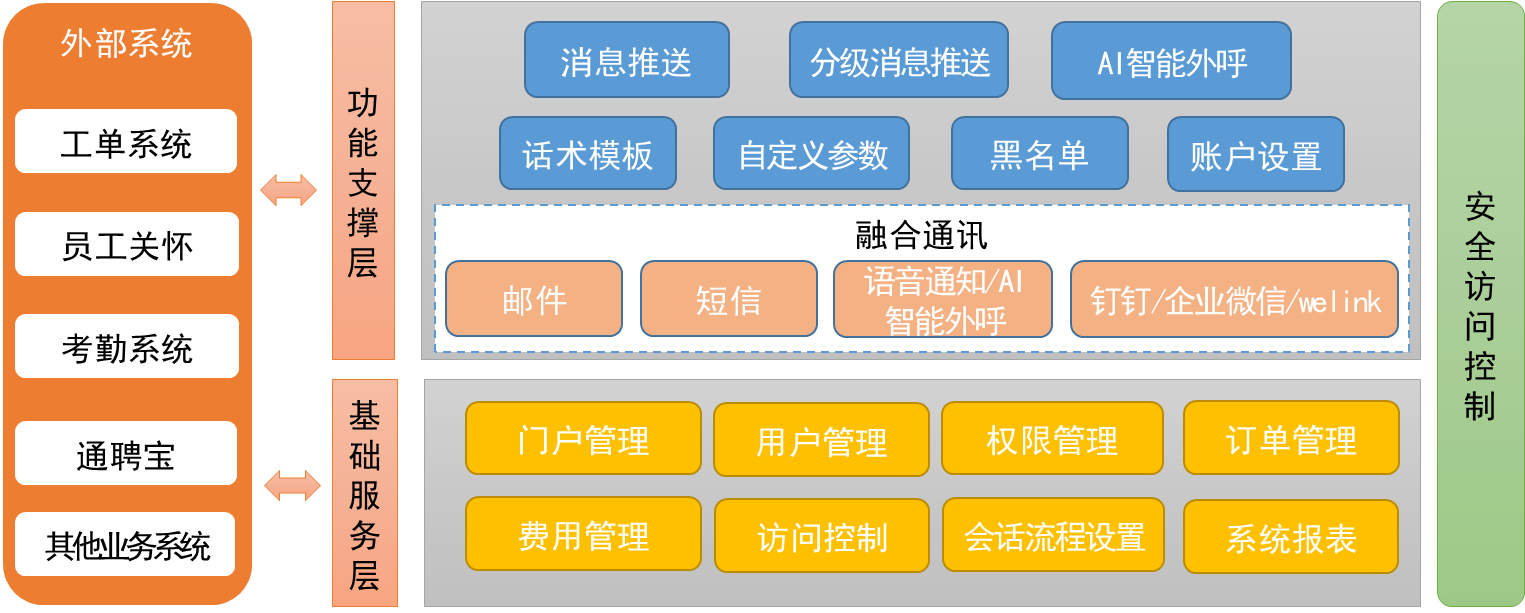 外部系统
工单系统
员工关怀
考勤系统
通聘宝
其他业务系统
功能支撑层
消息推送
分级消息推送
AI智能外呼
话术模板
自定义参数
黑名单
账户设置
融合通讯
邮件
短信
语音通知/AI
智能外呼
钉钉/企业微信/welink
基础服务层
门户管理
用户管理
权限管理
订单管理
费用管理
访问控制
会话流程设置
系统报表
安全访问控制